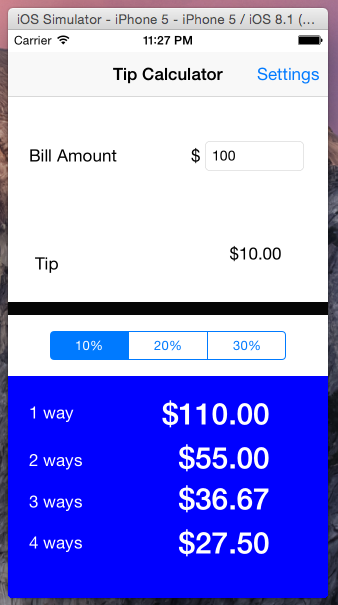 iOS Simulator - iPhone 5 - iPhone 5 / iOS 8.1 (...
Carrier 11:27 PM
Tip Calculator Settings
Bill Amount $ 100
$10.00
Tip
10% 20% 30%
1 way $110.00
2 ways $55.00
3 ways $36.67
4 ways $27.50